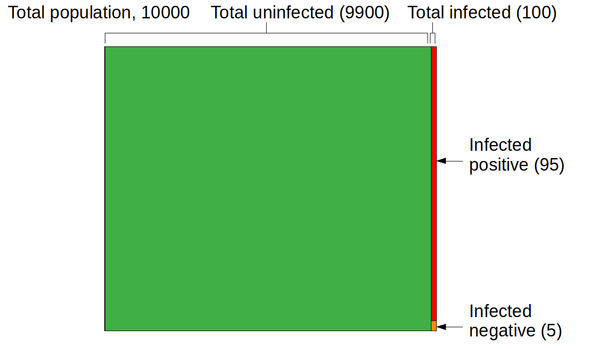 Total population, 10000 Total uninfected (9900) Total infected (100)
Infected
positive (95)
Infected
negative (5)